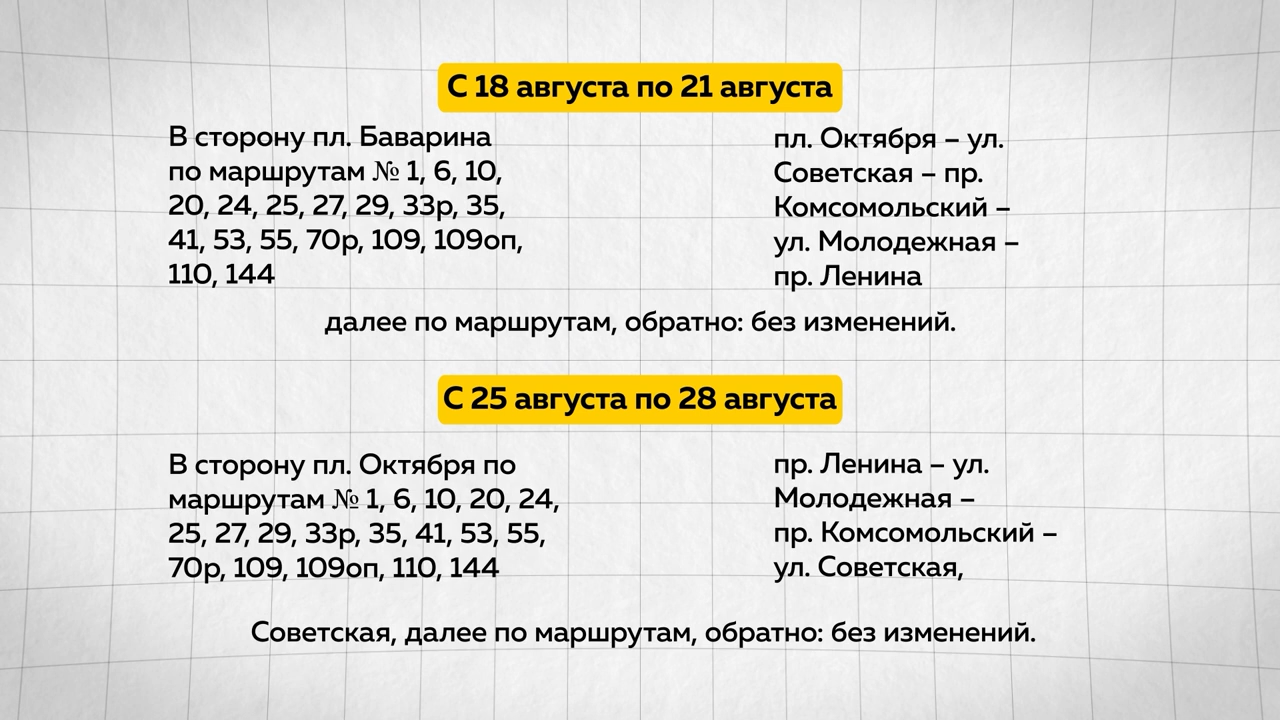 С 18 августа по 21 августа
В сторону пл. Баварина
по маршрутам № 1, 6, 10,
20, 24, 25, 27, 29, 33р, 35,
41, 53, 55, 70р, 109, 109оп,
110, 144
пл. Октября – ул.
Советская – пр.
Комсомольский –
ул. Молодежная –
пр. Ленина
далее по маршрутам, обратно: без изменений.
С 25 августа по 28 августа
В сторону пл. Октября по
маршрутам № 1, 6, 10, 20, 24,
25, 27, 29, 33р, 35, 41, 53, 55,
70р, 109, 109оп, 110, 144
пр. Ленина – ул.
Молодежная –
пр. Комсомольский –
ул. Советская,
Советская, далее по маршрутам, обратно: без изменений.